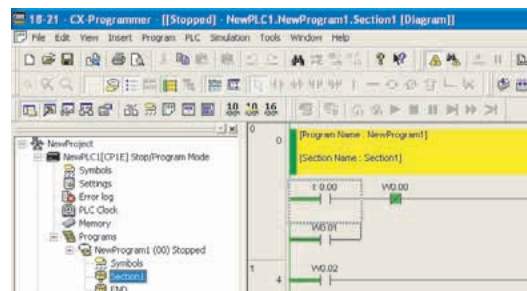 18-21 - CX-Programmer - [[Stopped] - NewPLC1.NewProgram1.Section1 [Diagram]]
File Edit View Insert Program PLC Simulation Tools Window Help
10 10 16
NewProject
NewPLC1[CP1E] Stop/Program Mode
Symbols
Settings
Error log
PLC Clock
Memory
Programs
NewProgram1 (00) Stopped
Symbols
Section1
END
0
0
[Program Name : NewProgram1]
[Section Name : Section1]
I: 0.00 W0.00
W0.01
1
4
W0.02